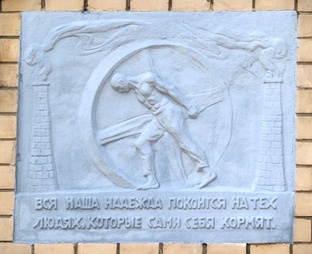 ВСЯ НАША НАДЕЖДА ПОКОИТСЯ НА ТЕХ
ЛЮДЯХ, КОТОРЫЕ САМИ СЕБЯ КОРМЯТ.